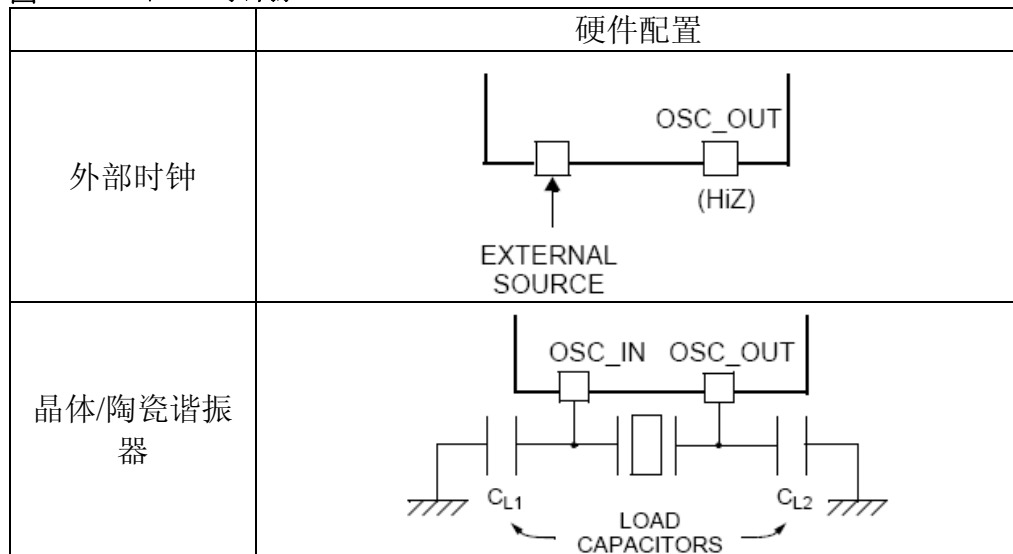 硬件配置
外部时钟
OSC_OUT
(HiZ)
EXTERNAL
SOURCE
晶体/陶瓷谐振
器
OSC_IN OSC_OUT
CL1
CL2
LOAD
CAPACITORS